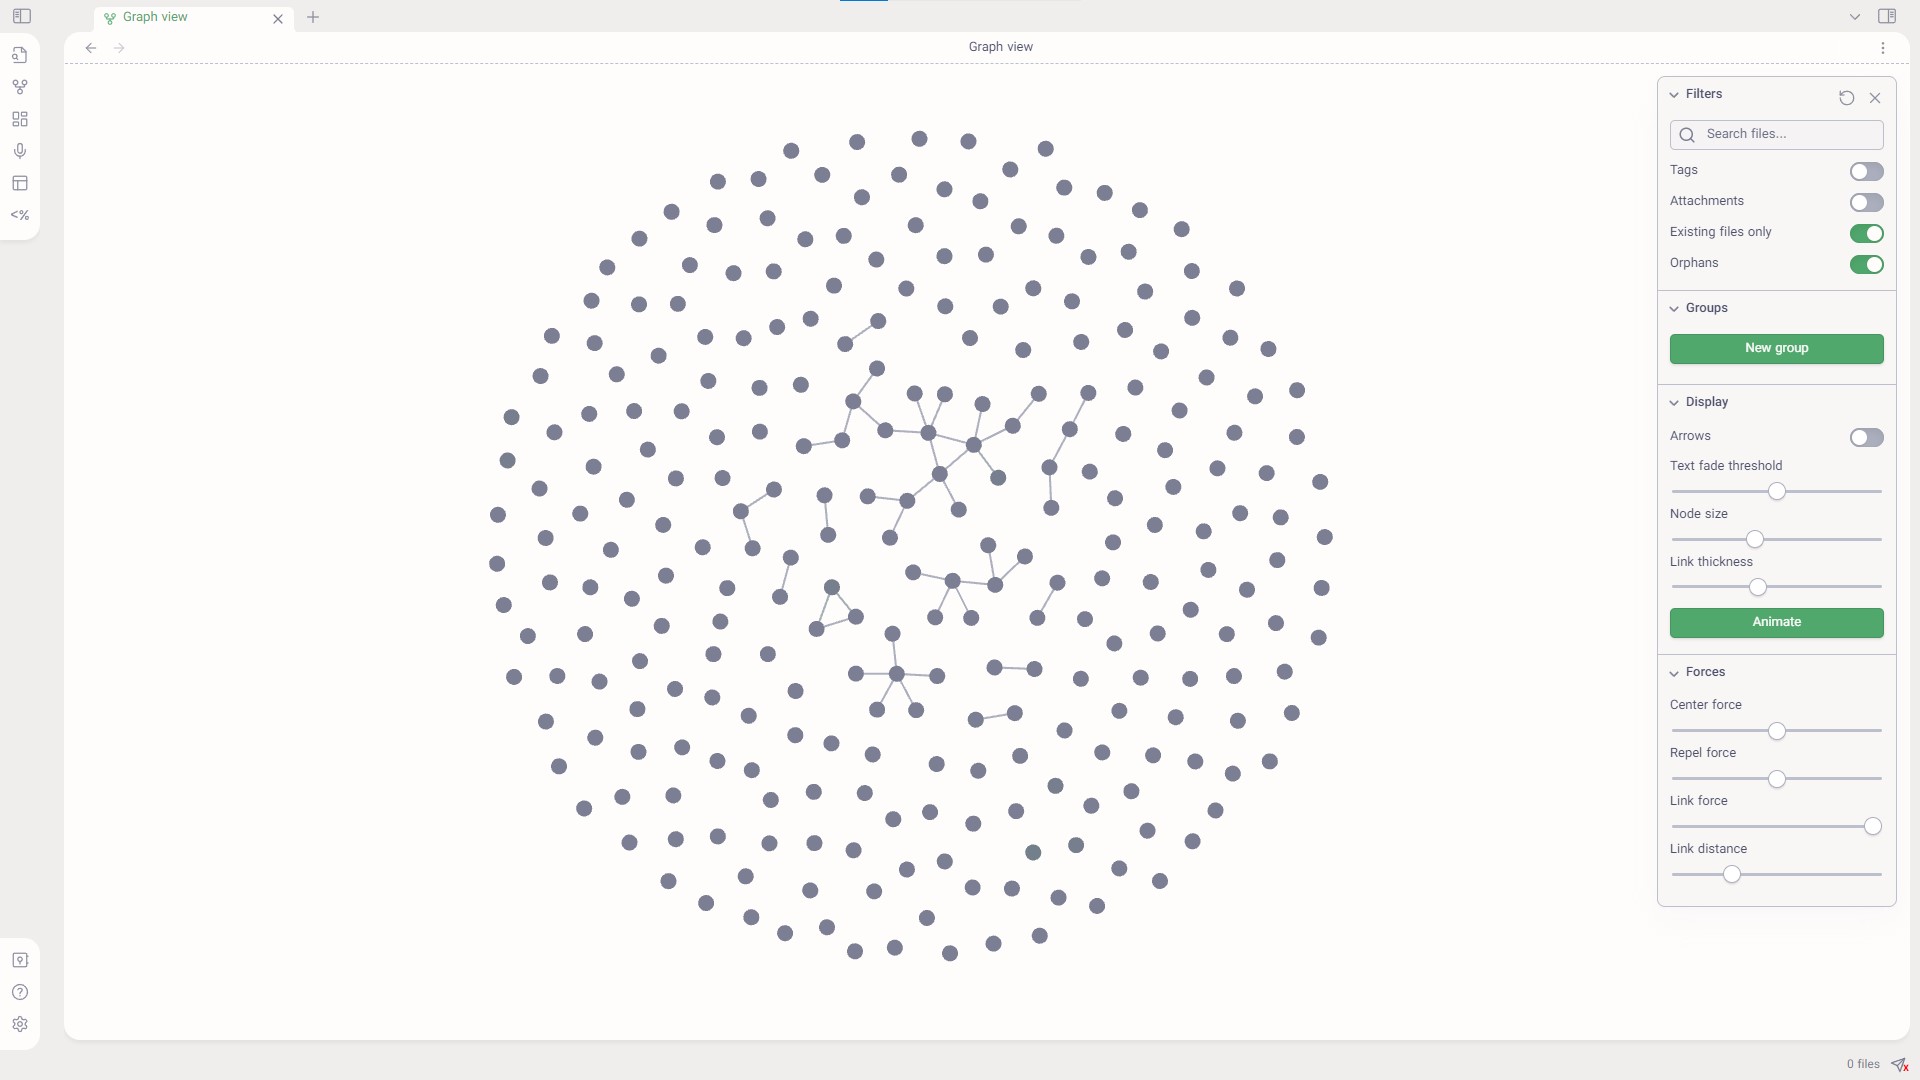 Graph view
Graph view
Filters
Search files...
Tags
Attachments
Existing files only
Orphans
Groups
New group
Display
Arrows
Text fade threshold
Node size
Link thickness
Animate
Forces
Center force
Repel force
Link force
Link distance
<%
0 files
x